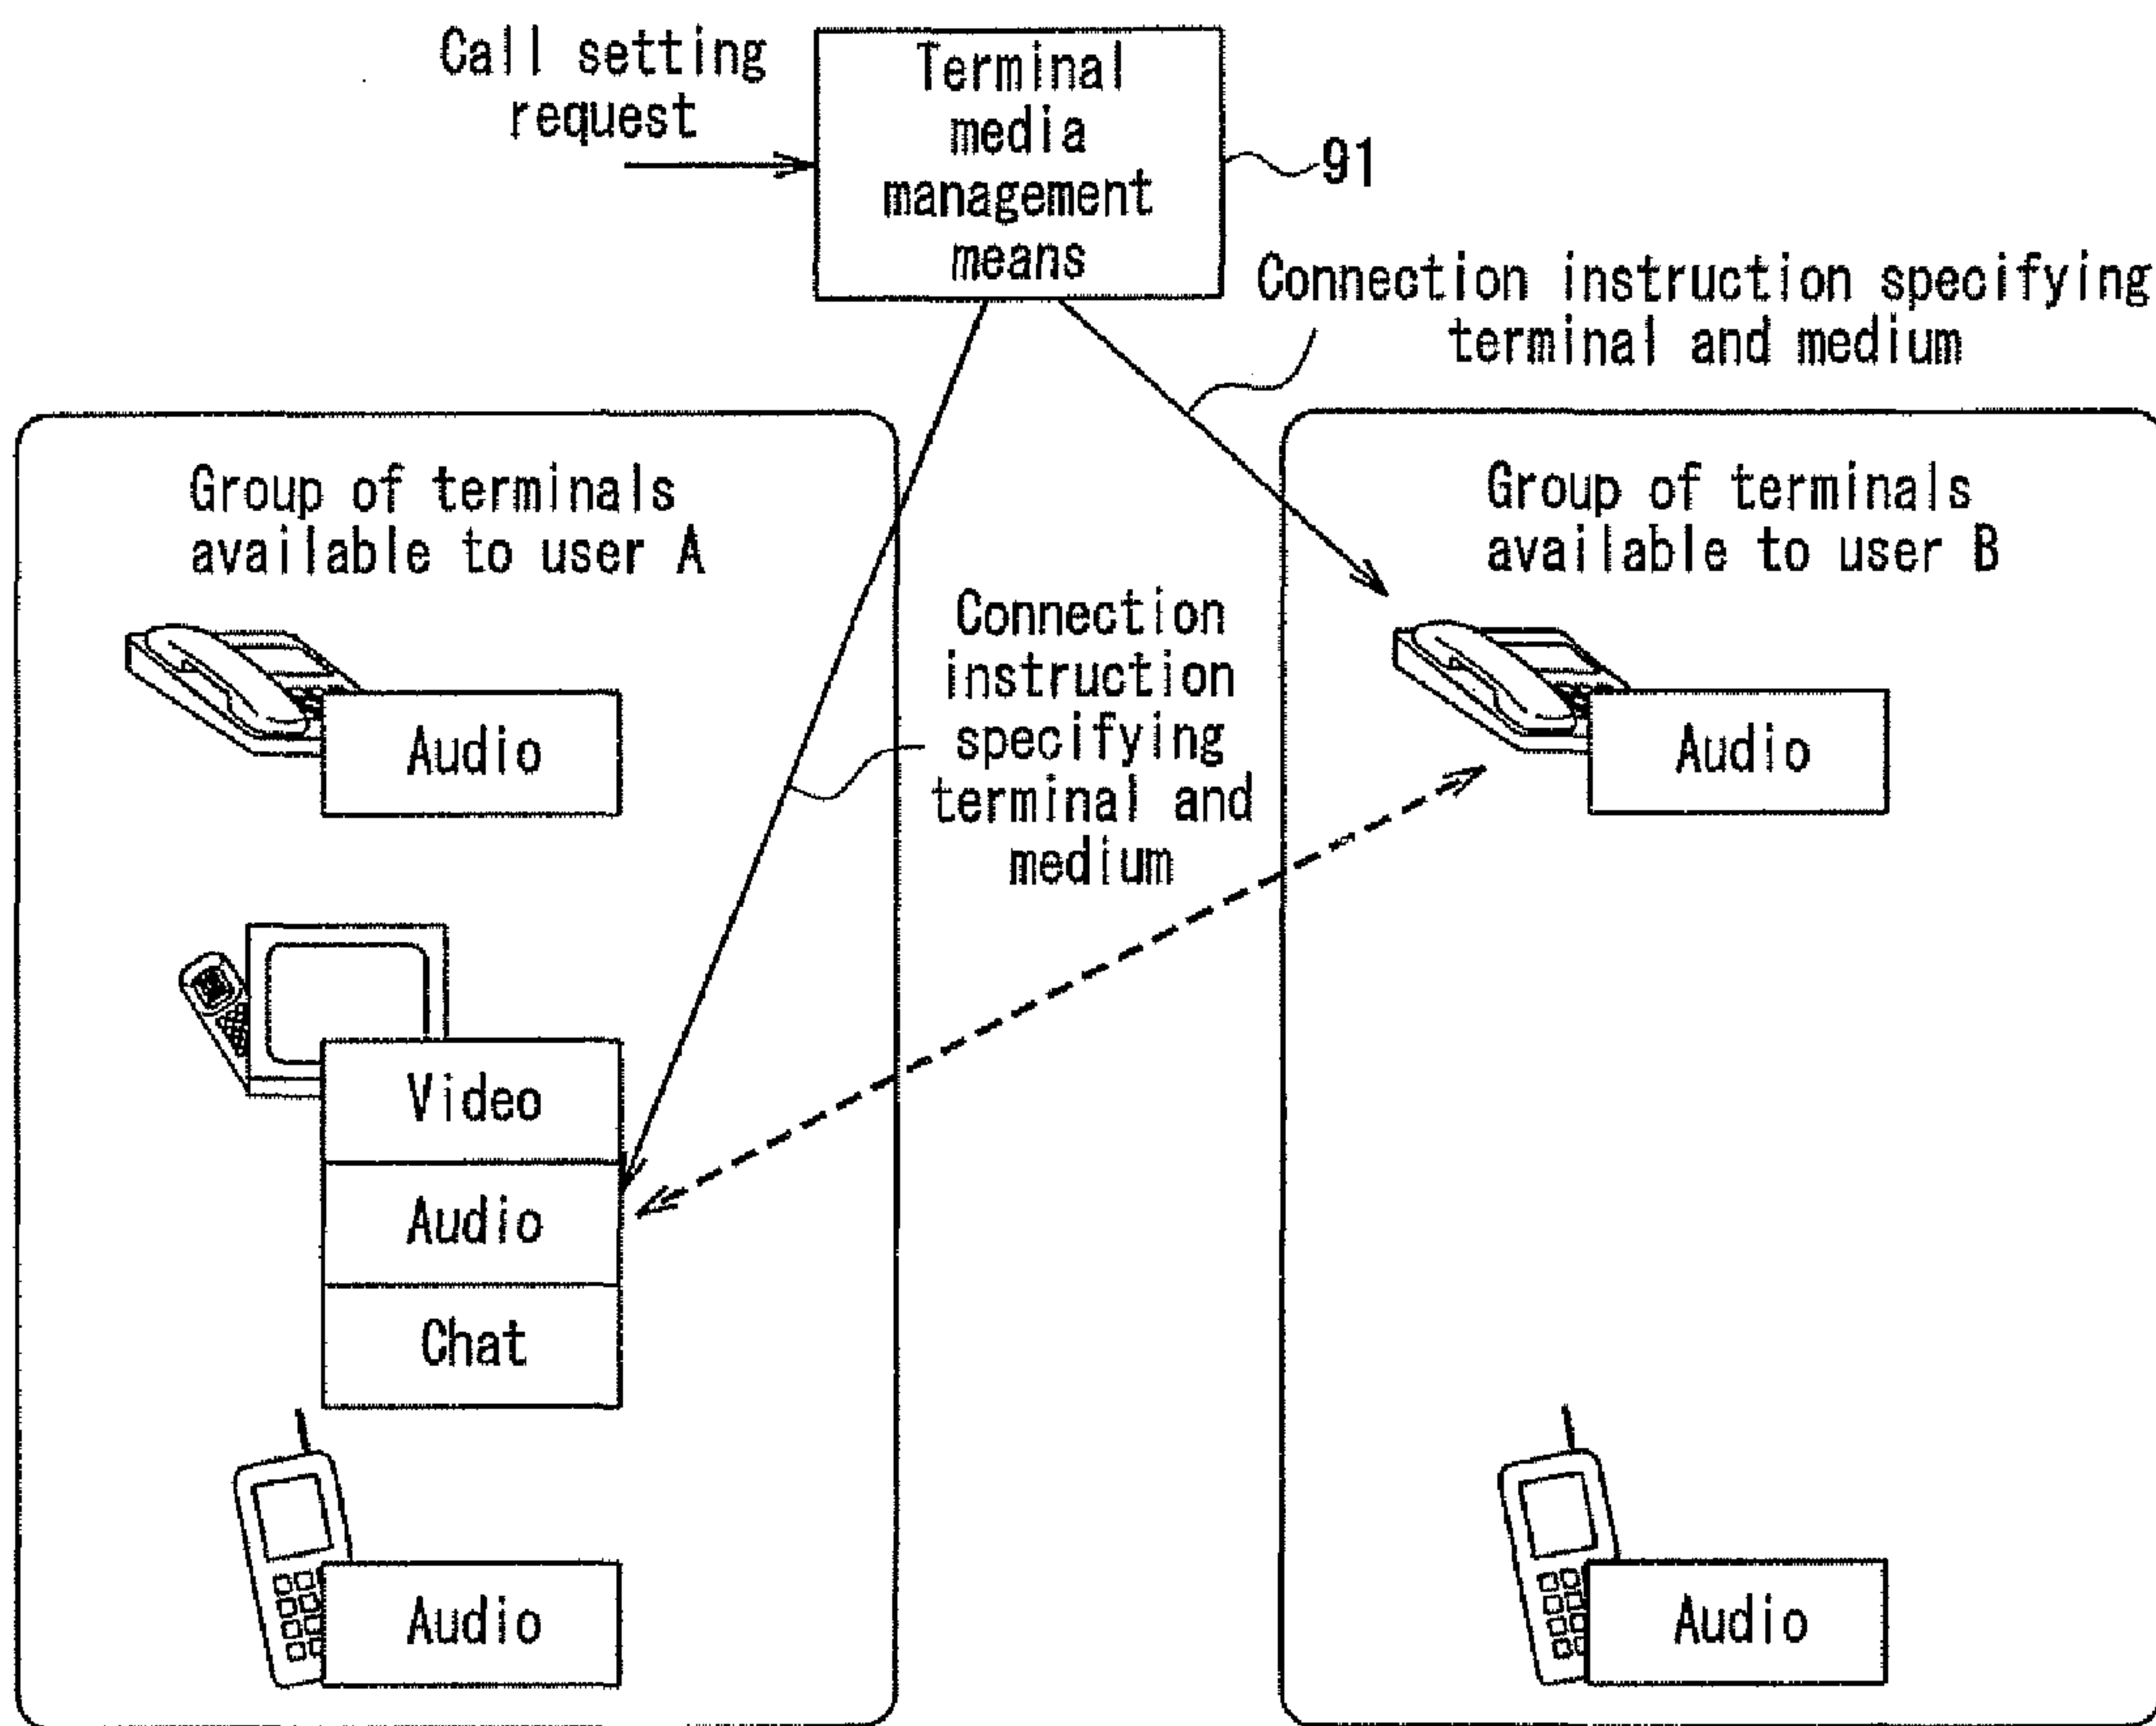 Call setting
request
Terminal
media
management
means
91
Connection instruction specifying
terminal and medium
Group of terminals
available to user A
Group of terminals
available to user B
Connection
instruction
specifying
terminal and
medium
Audio
Audio
Video
Audio
Chat
Audio
Audio